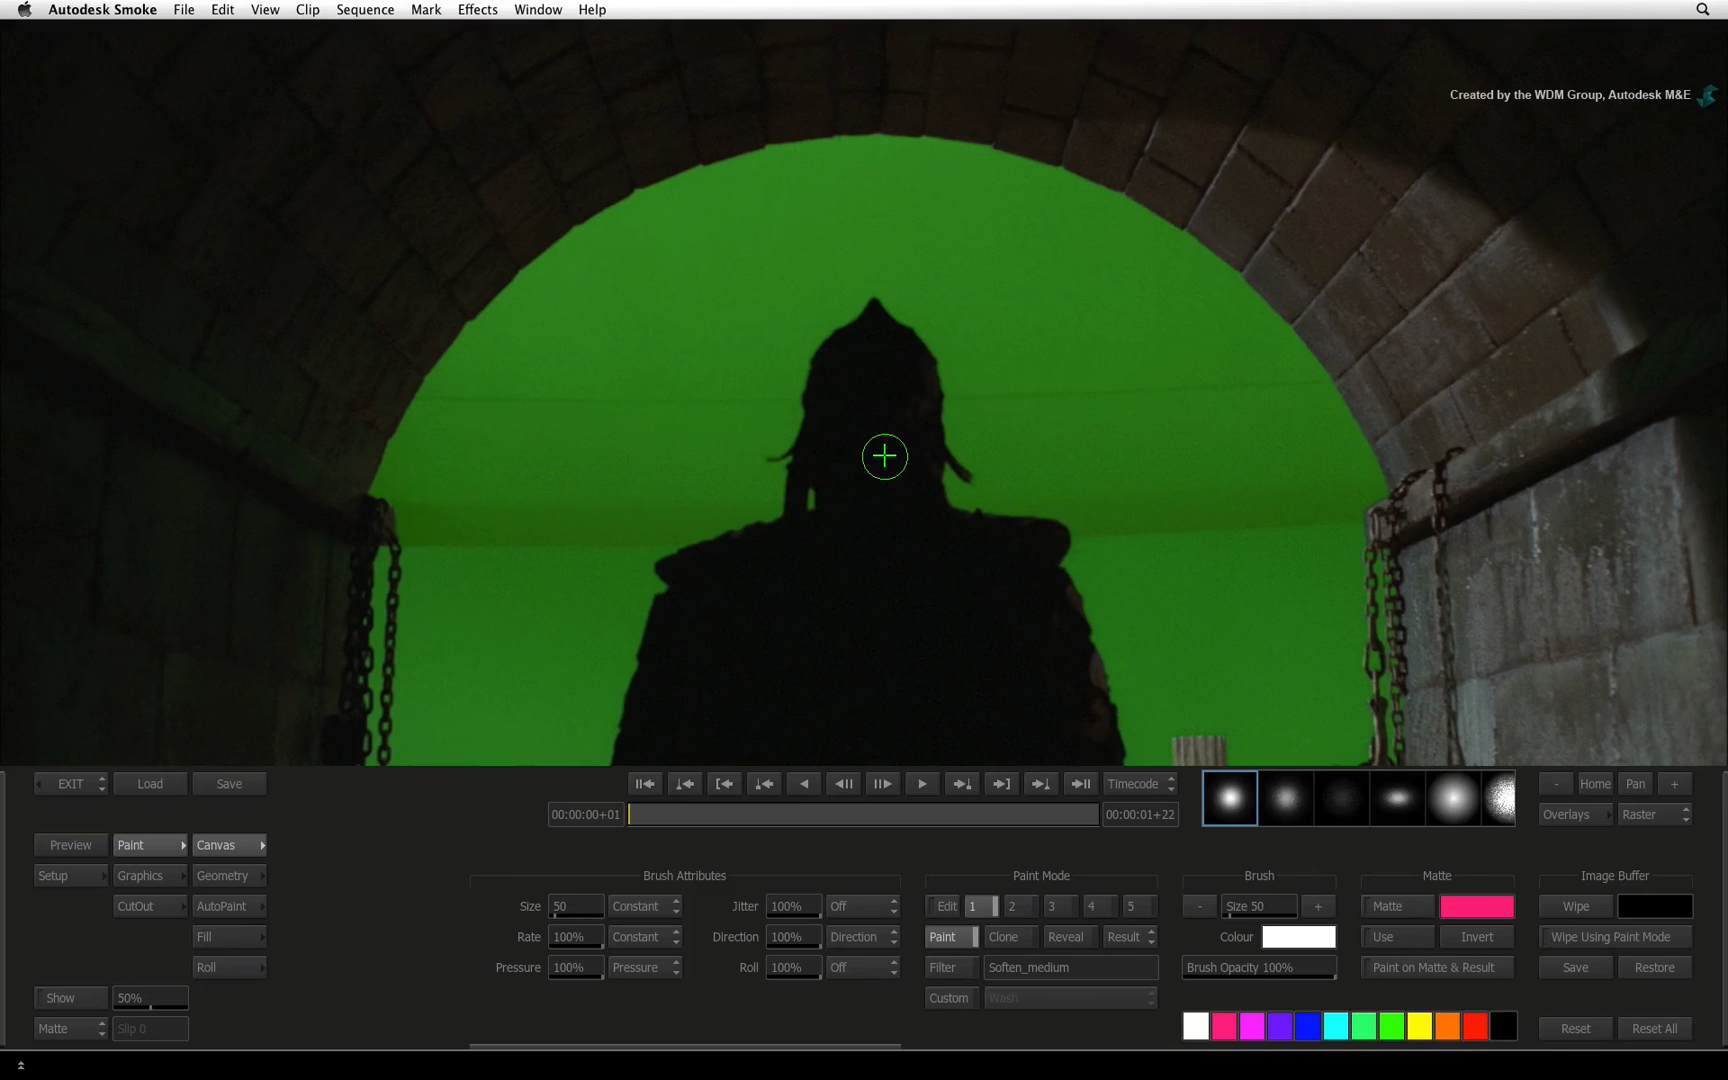 Autodesk Smoke File Edit View Clip Sequence Mark Effects Window Help
Created by the WDM Group, Autodesk M&E
EXIT Load Save Timecode - Home Pan +
00:00:00+01 00:00:01+22 Overlays Raster
Preview Paint Canvas
Setup Graphics Geometry Brush Attributes Paint Mode Brush Matte Image Buffer
CutOut AutoPaint Size 50 Constant Jitter 100% Off Edit 1 2 3 4 5 - Size 50 + Matte Wipe
Fill Rate 100% Constant Direction 100% Direction Paint Clone Reveal Result Colour Use Invert Wipe Using Paint Mode
Roll Pressure 100% Pressure Roll 100% Off Filter Soften_medium Brush Opacity 100% Paint on Matte & Result Save Restore
Show 50% Custom Wash
Matte Slip 0 Reset Reset All